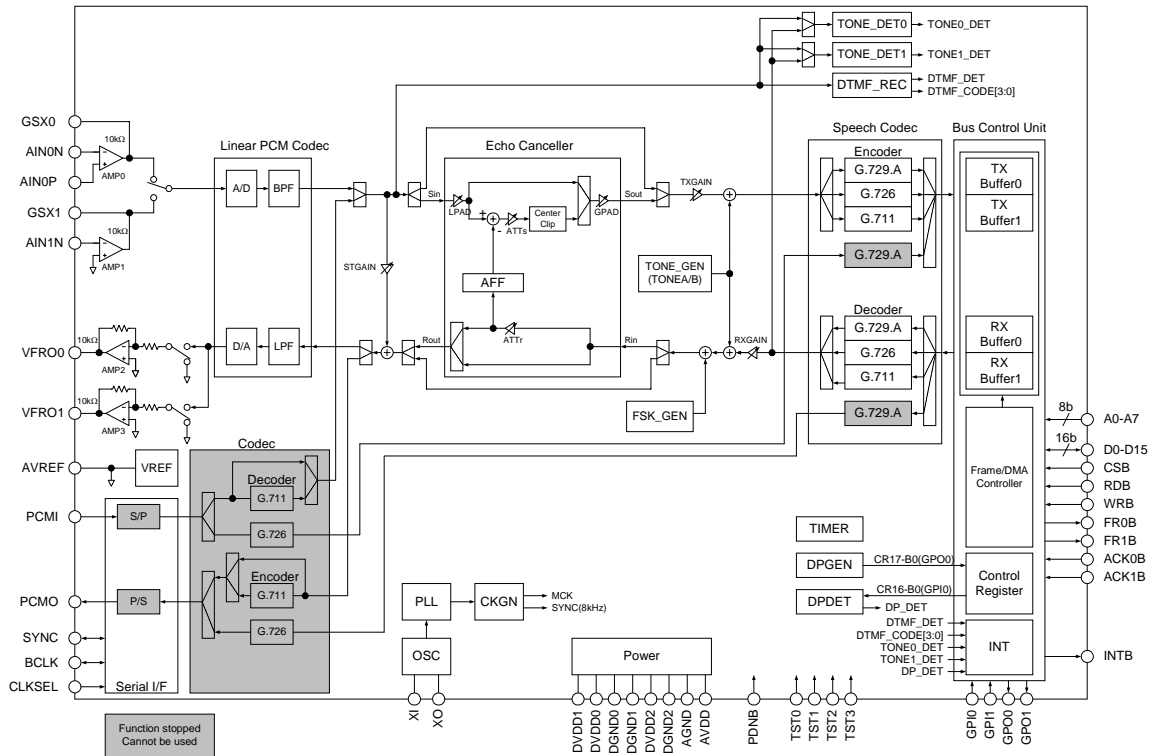 TONE_DET0
TONE0_DET
TONE_DET1
TONE1_DET
DTMF_REC
DTMF_DET
DTMF_CODE[3:0]
GSX0
10kΩ
AIN0N
AMP0
AIN0P
GSX1
10kΩ
AIN1N
AMP1
Linear PCM Codec
A/D
BPF
Echo Canceller
Sin
LPAD
ATTs
Center
Clip
GPAD
Sout
AFF
ATTr
Rout
Rin
STGAIN
TXGAIN
TONE_GEN
(TONEA/B)
RXGAIN
FSK_GEN
Speech Codec
Encoder
G.729.A
G.726
G.711
G.729.A
Decoder
G.729.A
G.726
G.711
G.729.A
Bus Control Unit
TX
Buffer0
TX
Buffer1
RX
Buffer0
RX
Buffer1
Frame/DMA
Controller
Control
Register
INT
D/A
LPF
VFRO0
10kΩ
AMP2
VFRO1
10kΩ
AMP3
AVREF
VREF
PCMI
S/P
PCMO
P/S
SYNC
BCLK
CLKSEL
Serial I/F
Codec
Decoder
G.711
G.726
Encoder
G.711
G.726
PLL
CKGN
MCK
SYNC(8kHz)
OSC
XI
XO
Power
DVDD1
DVDD0
DGND0
DGND1
DVDD2
DGND2
AGND
AVDD
PDNB
TST0
TST1
TST2
TST3
TIMER
DPGEN
CR17-B0(GPO0)
DPDET
CR16-B0(GPI0)
DP_DET
DTMF_DET
DTMF_CODE[3:0]
TONE0_DET
TONE1_DET
DP_DET
GPI0
GPI1
GPO0
GPO1
8b
A0-A7
16b
D0-D15
CSB
RDB
WRB
FR0B
FR1B
ACK0B
ACK1B
INTB
Function stopped
Cannot be used